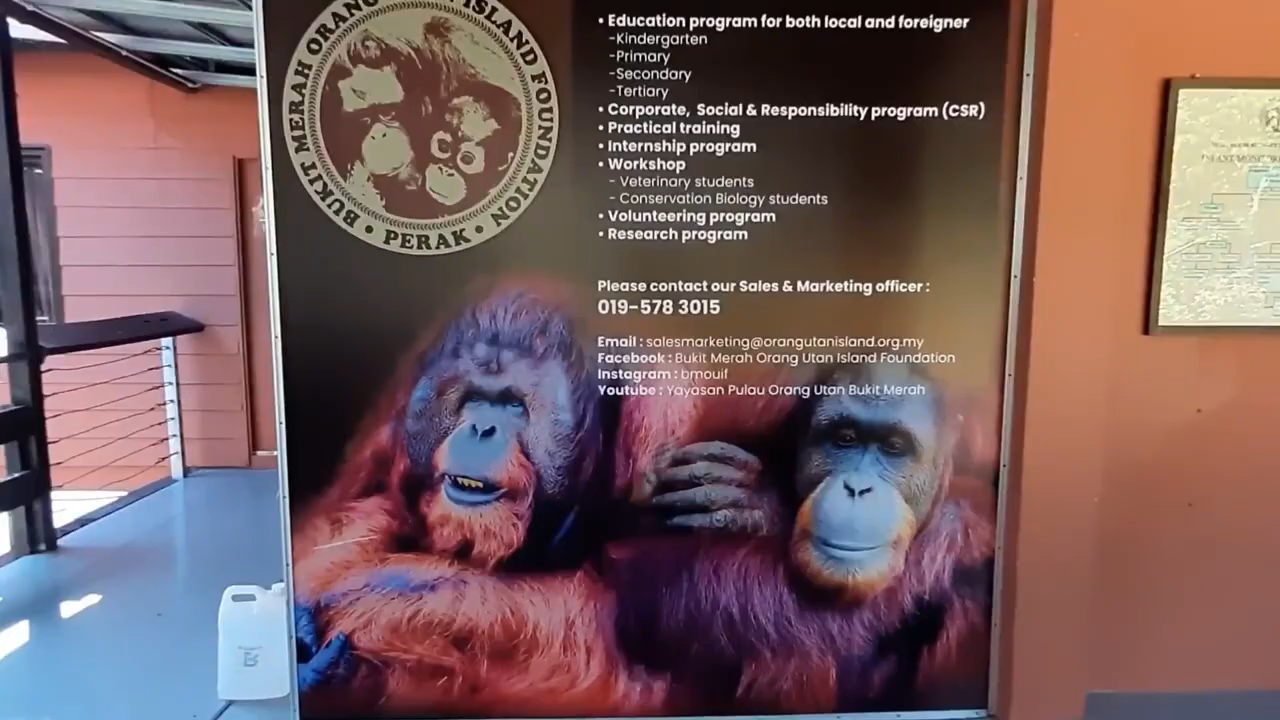 BUKIT MERAH ORANG ISLAND FOUNDATION
• PERAK •
• Education program for both local and foreigner
-Kindergarten
-Primary
-Secondary
-Tertiary
• Corporate, Social & Responsibility program (CSR)
• Practical training
• Internship program
• Workshop
- Veterinary students
- Conservation Biology students
• Volunteering program
• Research program
Please contact our Sales & Marketing officer :
019-578 3015
Email : salesmarketing@orangutanisland.org.my
Facebook : Bukit Merah Orang Utan Island Foundation
Instagram : bmouif
Youtube : Yayasan Pulau Orang Utan Bukit Merah